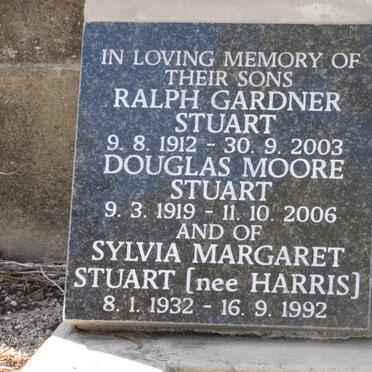 IN LOVING MEMORY OF
THEIR SONS
RALPH GARDNER
STUART
9. 8. 1912 - 30. 9. 2003
DOUGLAS MOORE
STUART
9. 3. 1919 - 11. 10. 2006
AND OF
SYLVIA MARGARET
STUART [nee HARRIS]
8. 1. 1932 - 16. 9. 1992